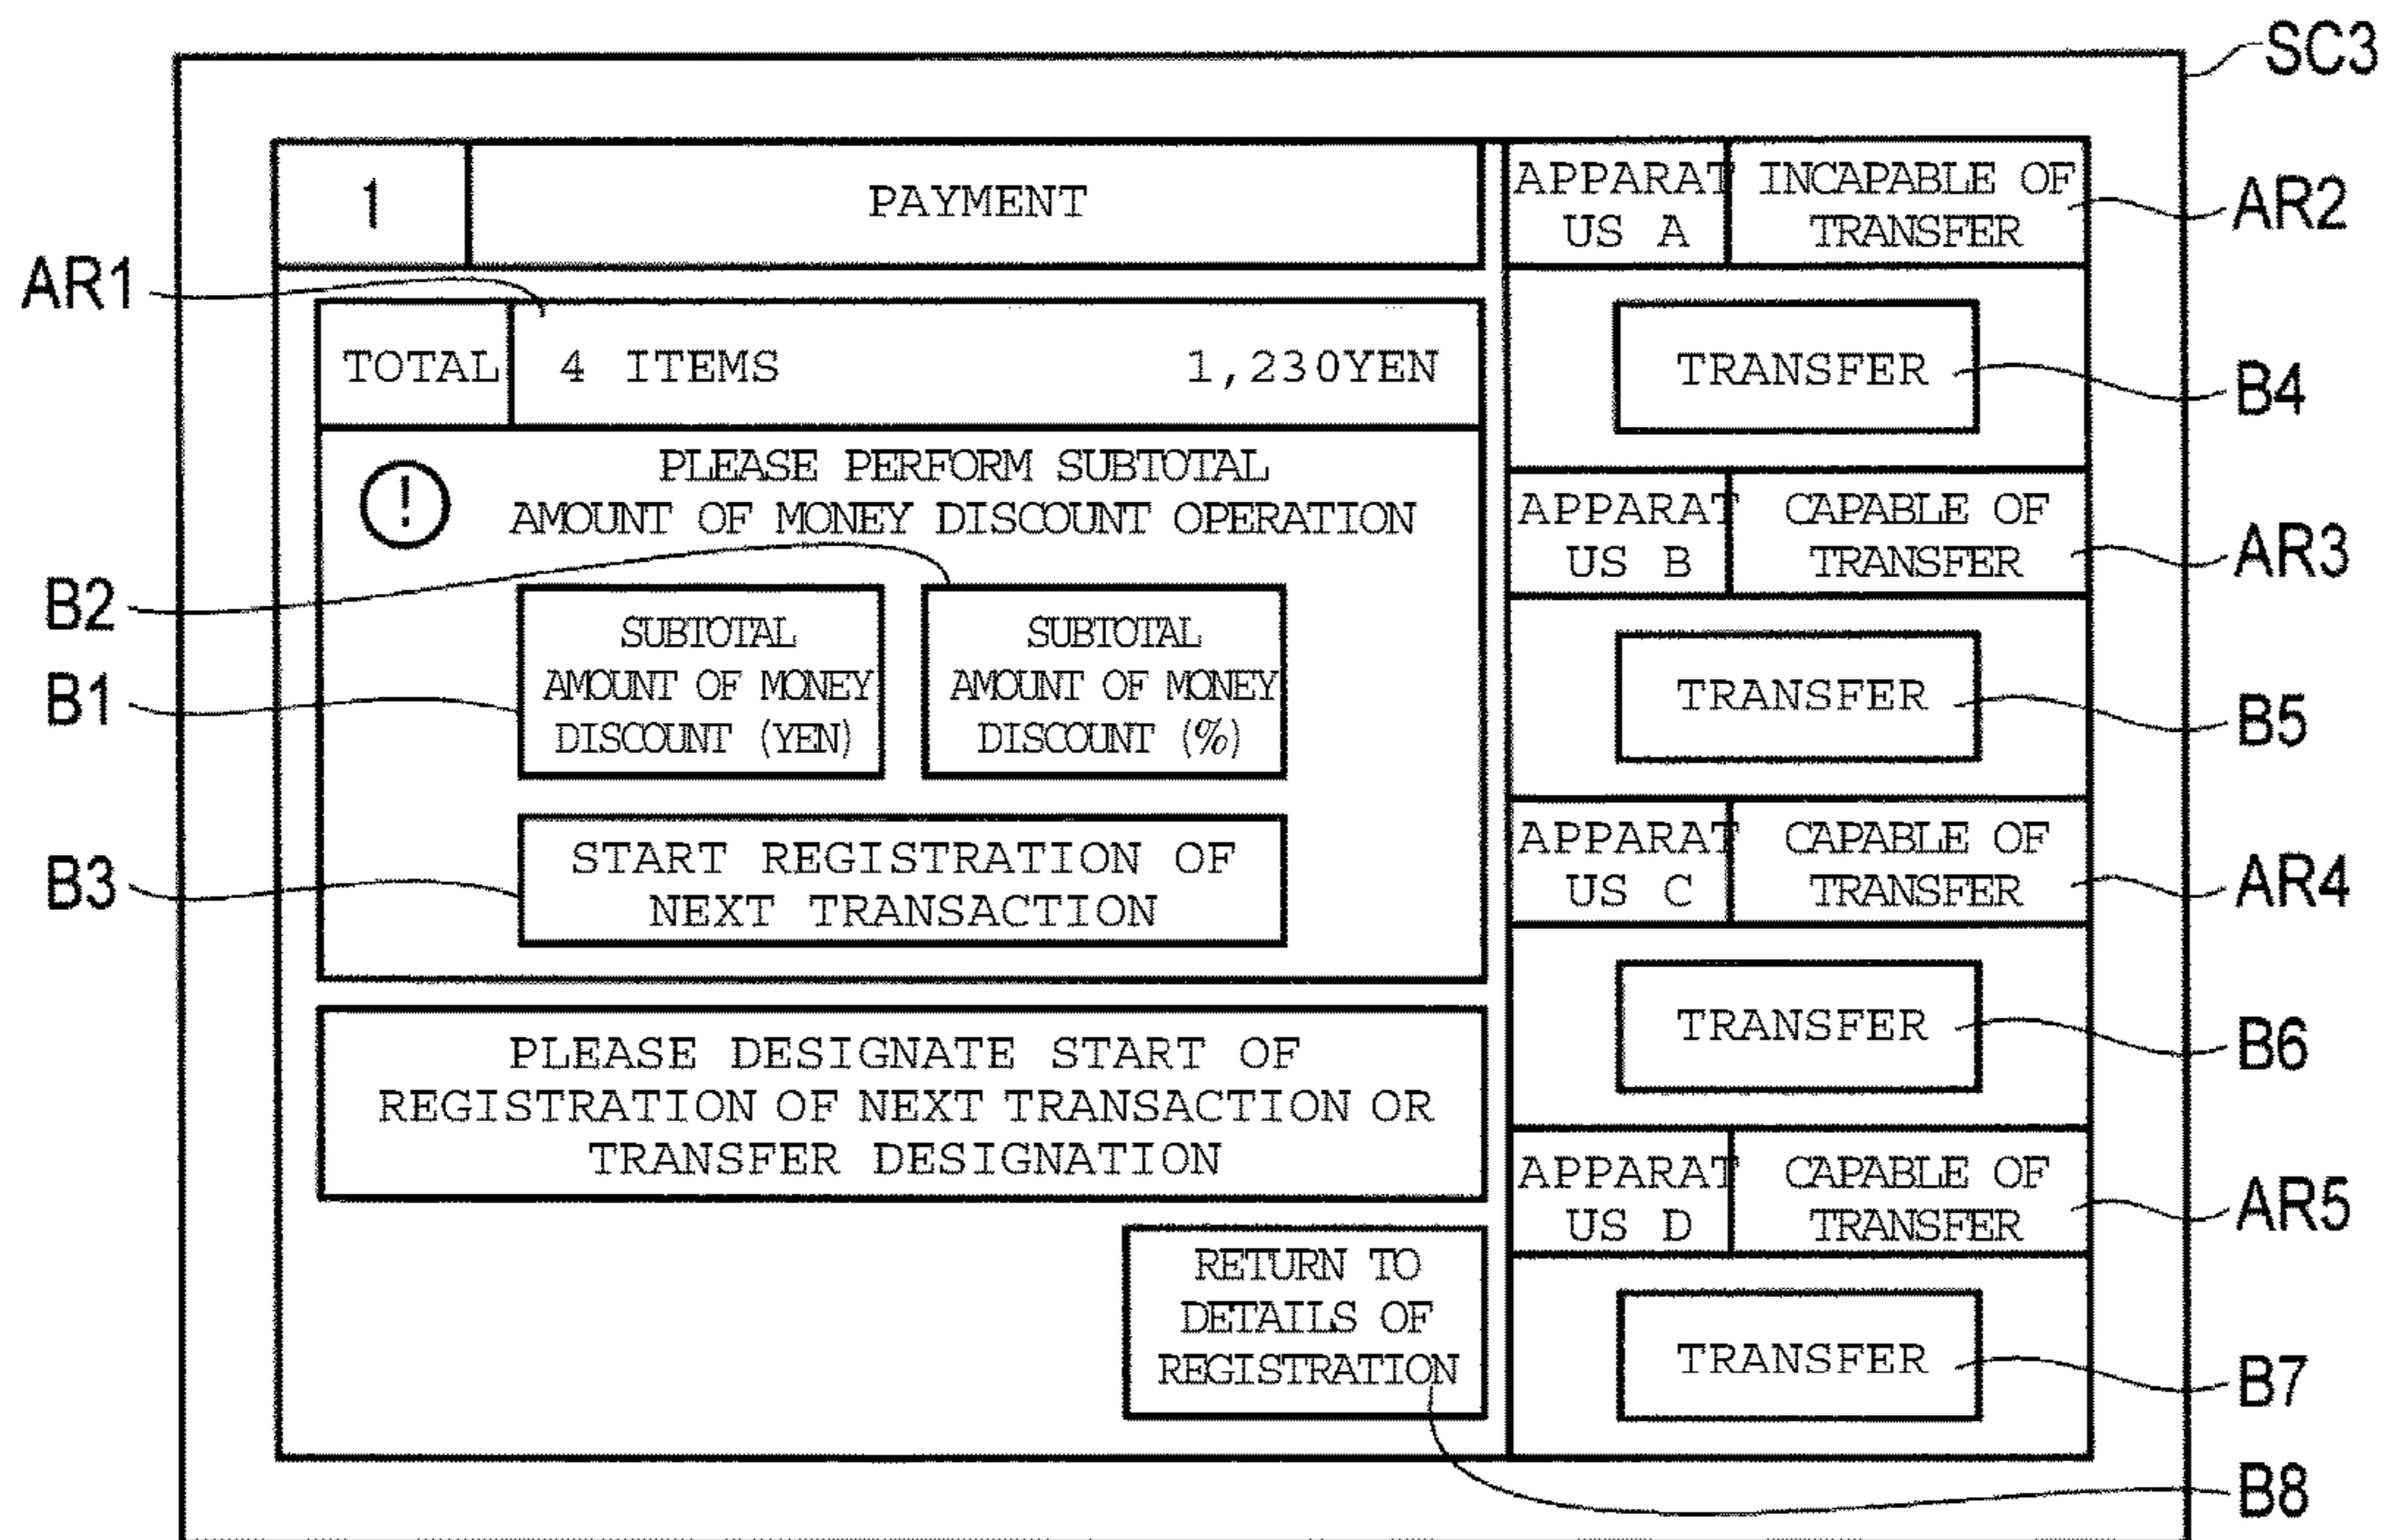 SC3
1
PAYMENT
AR1
TOTAL
4 ITEMS
1,230YEN
PLEASE PERFORM SUBTOTAL
AMOUNT OF MONEY DISCOUNT OPERATION
!
B2
B1
SUBTOTAL
AMOUNT OF MONEY
DISCOUNT (YEN)
SUBTOTAL
AMOUNT OF MONEY
DISCOUNT (%)
B3
START REGISTRATION OF
NEXT TRANSACTION
PLEASE DESIGNATE START OF
REGISTRATION OF NEXT TRANSACTION OR
TRANSFER DESIGNATION
RETURN TO
DETAILS OF
REGISTRATION
APPARAT
US A
INCAPABLE OF
TRANSFER
AR2
TRANSFER
B4
APPARAT
US B
CAPABLE OF
TRANSFER
AR3
TRANSFER
B5
APPARAT
US C
CAPABLE OF
TRANSFER
AR4
TRANSFER
B6
APPARAT
US D
CAPABLE OF
TRANSFER
AR5
TRANSFER
B7
B8